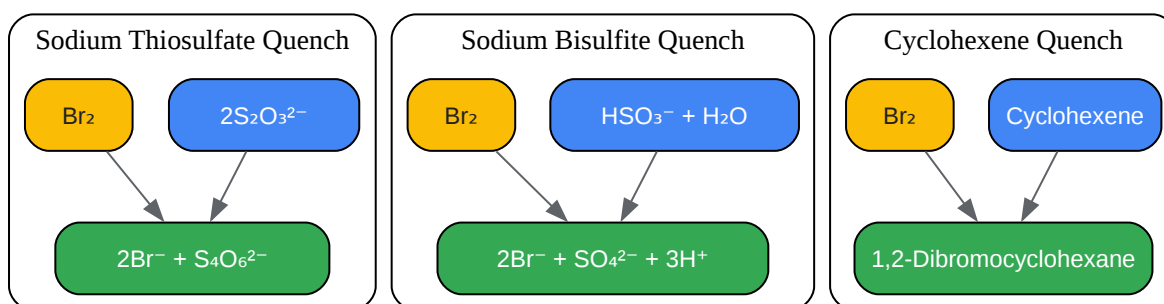 Sodium Thiosulfate Quench
Br₂
2S₂O₃²⁻
2Br⁻ + S₄O₆²⁻
Sodium Bisulfite Quench
Br₂
HSO₃⁻ + H₂O
2Br⁻ + SO₄²⁻ + 3H⁺
Cyclohexene Quench
Br₂
Cyclohexene
1,2-Dibromocyclohexane